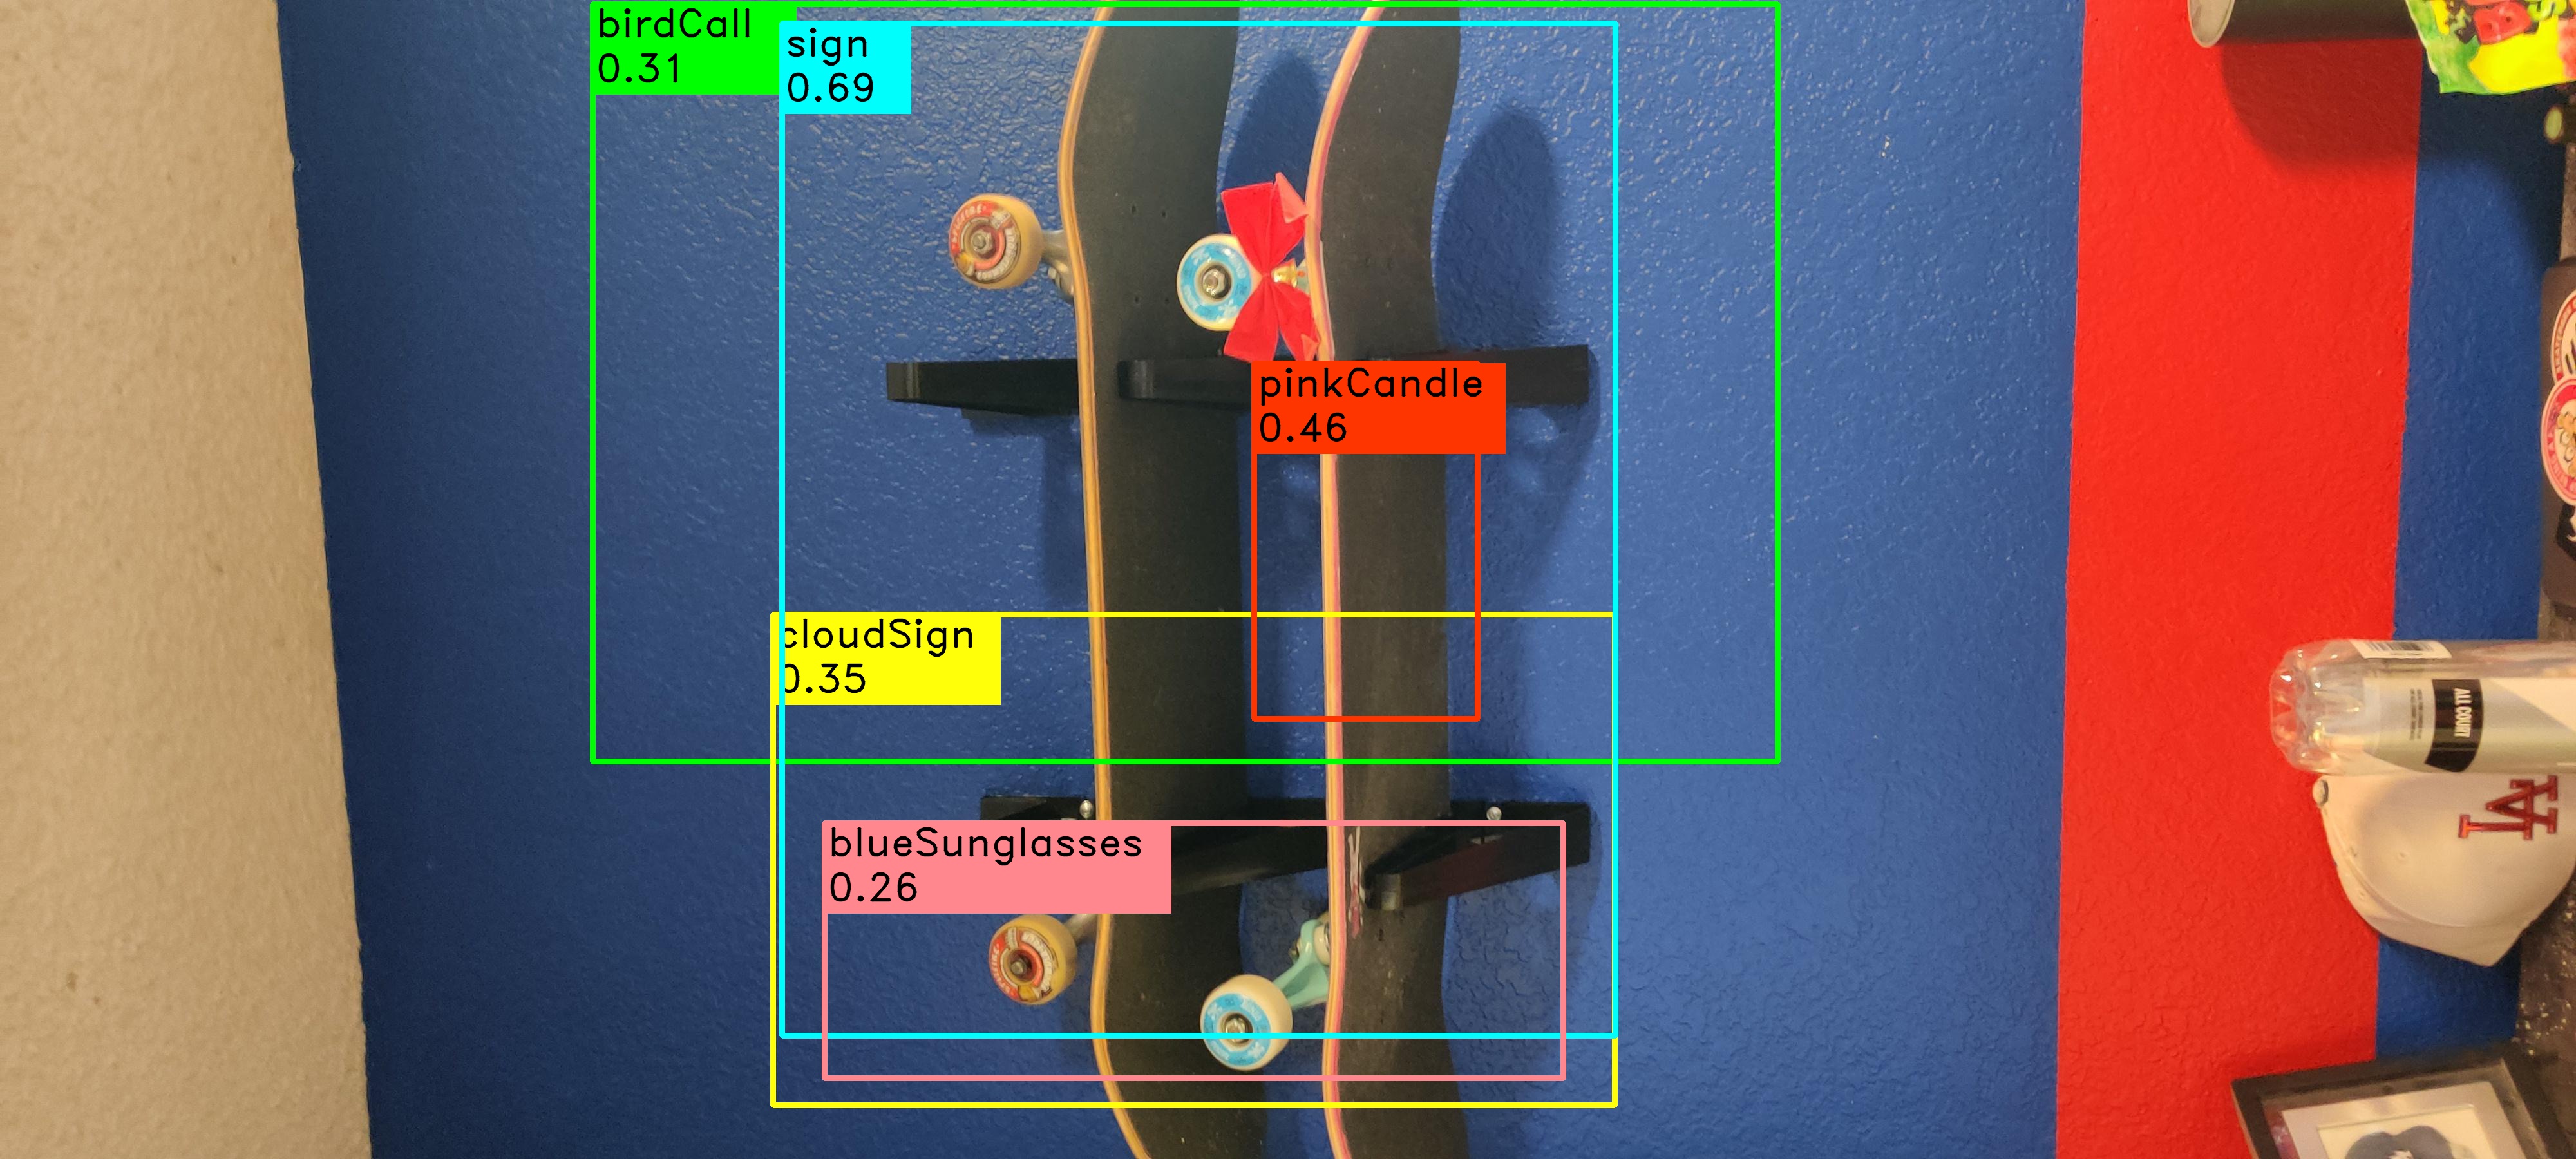 birdCall
0.31
sign
0.69
pinkCandle
0.46
cloudSign
0.35
blueSunglasses
0.26
ALL COURT
LA